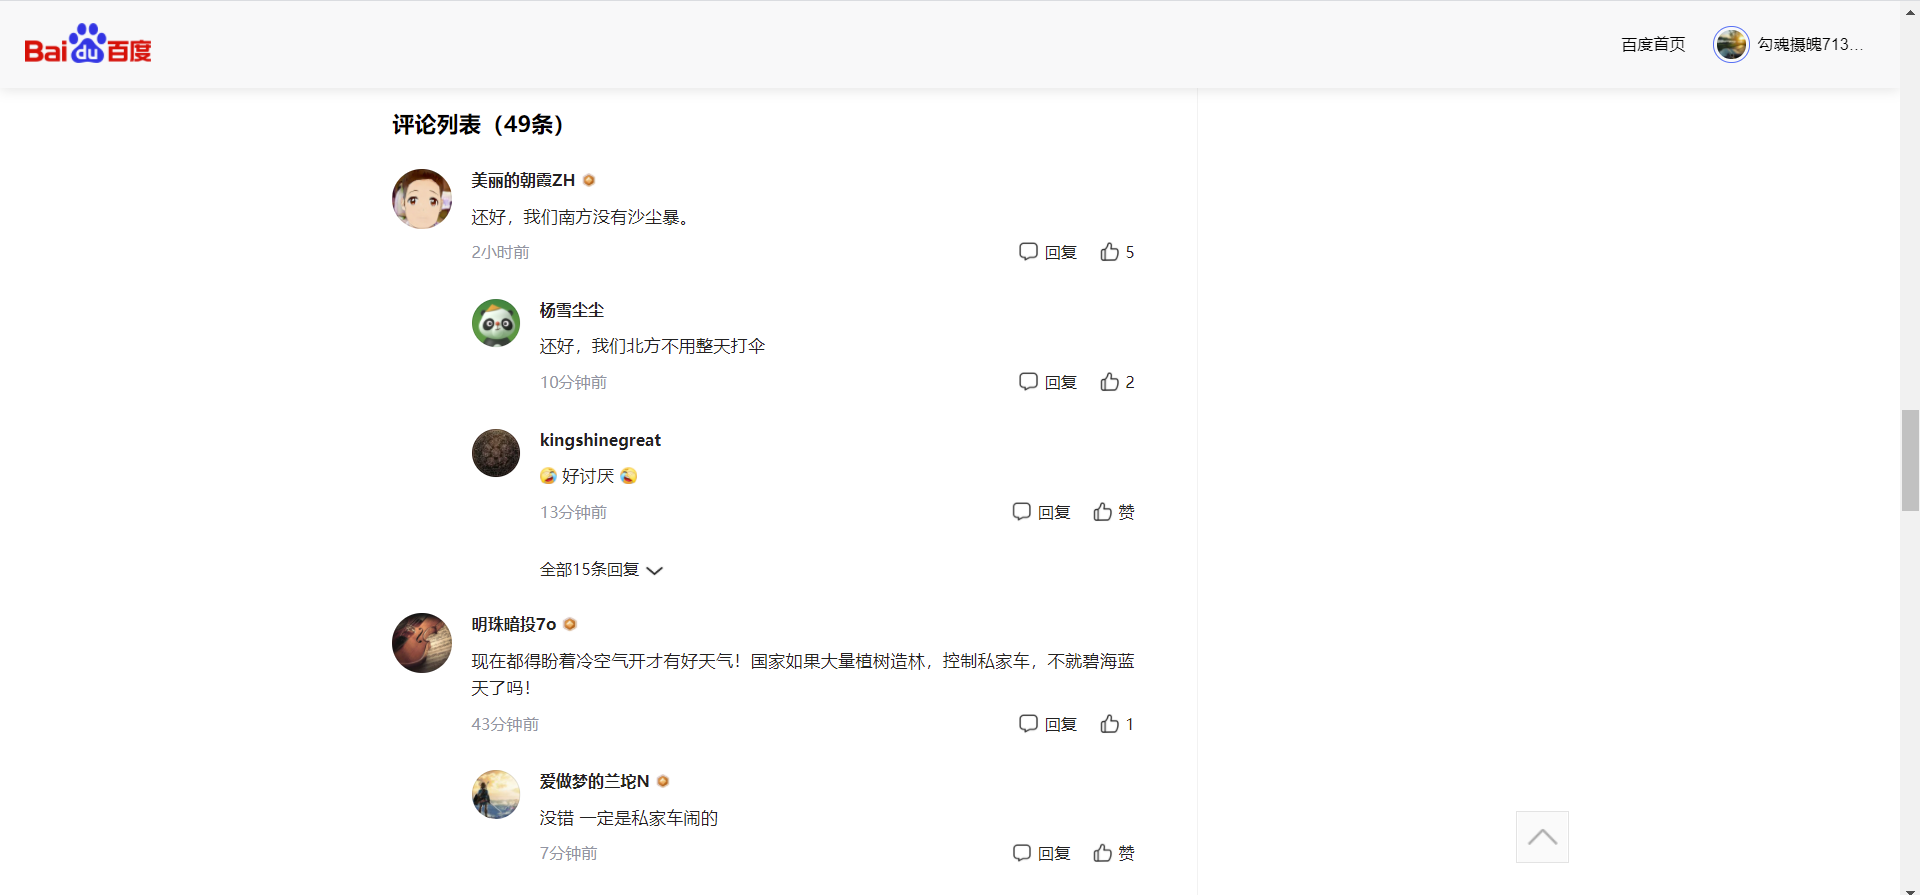 Bai du 百度
百度首页
勾魂摄魄713...
评论列表（49条）
美丽的朝霞ZH
还好，我们南方没有沙尘暴。
2小时前
回复
5
杨雪尘尘
还好，我们北方不用整天打伞
10分钟前
回复
2
kingshinegreat
好讨厌
13分钟前
回复
赞
全部15条回复
明珠暗投7o
现在都得盼着冷空气开才有好天气！国家如果大量植树造林，控制私家车，不就碧海蓝
天了吗！
43分钟前
回复
1
爱做梦的兰坨N
没错 一定是私家车闹的
7分钟前
回复
赞